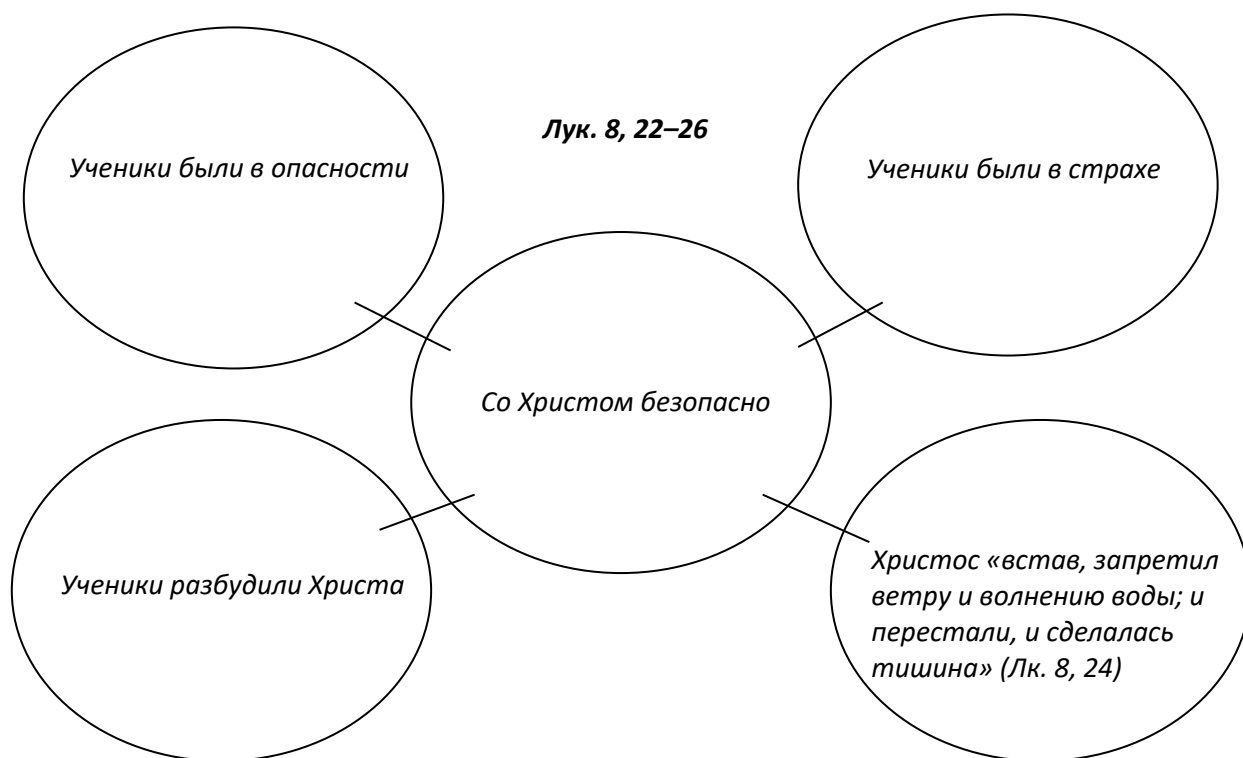 Лук. 8, 22–26
Ученики были в опасности
Ученики были в страхе
Со Христом безопасно
Ученики разбудили Христа
Христос «встав, запретил
ветру и волнению воды; и
перестали, и сделалась
тишина» (Лк. 8, 24)